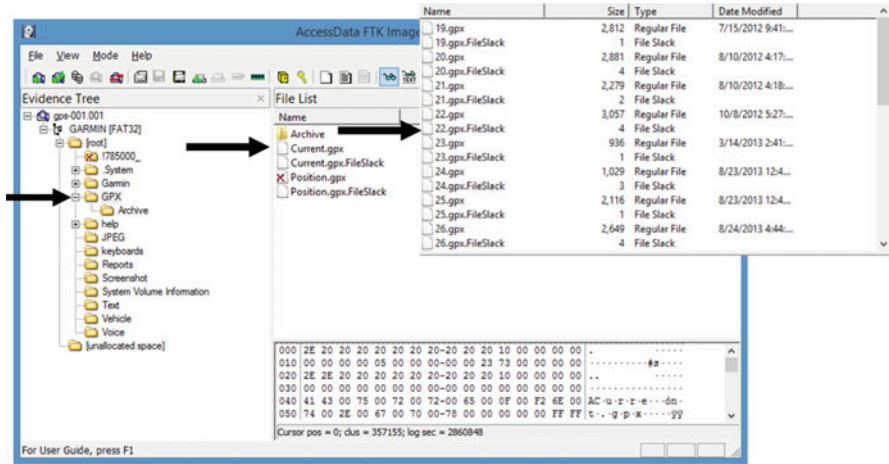 AccessData FTK Image
File View Mode Help
Evidence Tree ×
gps-001.001
GARMIN [FAT32]
[root]
!785000_
.System
Garmin
GPX
Archive
help
JPEG
keyboards
Reports
Screenshot
System Volume Information
Text
Vehicle
Voice
[unallocated space]
File List
Name
Archive
Current.gpx
Current.gpx.FileSlack
Position.gpx
Position.gpx.FileSlack
Name Size Type Date Modified
19.gpx 2,812 Regular File 7/15/2012 9:41:...
19.gpx.FileSlack 1 File Slack
20.gpx 2,881 Regular File 8/10/2012 4:17:...
20.gpx.FileSlack 4 File Slack
21.gpx 2,279 Regular File 8/10/2012 4:18:...
21.gpx.FileSlack 2 File Slack
22.gpx 3,057 Regular File 10/8/2012 5:27:...
22.gpx.FileSlack 4 File Slack
23.gpx 936 Regular File 3/14/2013 2:41:...
23.gpx.FileSlack 1 File Slack
24.gpx 1,029 Regular File 8/23/2013 12:4...
24.gpx.FileSlack 3 File Slack
25.gpx 2,116 Regular File 8/23/2013 12:4...
25.gpx.FileSlack 1 File Slack
26.gpx 2,649 Regular File 8/24/2013 4:44:...
26.gpx.FileSlack 4 File Slack
000 2E 20 20 20 20 20 20 20-20 20 20 10 00 00 00 00 . ·····
010 00 00 00 00 05 00 00 00-00 00 23 73 00 00 00 00 ··········#s····
020 2E 2E 20 20 20 20 20 20-20 20 20 10 00 00 00 00 .. ·····
030 00 00 00 00 00 00 00 00-00 00 00 00 00 00 00 00 ················
040 41 43 00 75 00 72 00 72-00 65 00 0F 00 F2 6E 00 AC·u·r·r·e···òn·
050 74 00 2E 00 67 00 70 00-78 00 00 00 00 00 FF FF t·.·g·p·x·····ÿÿ
Cursor pos = 0; clus = 357155; log sec = 2860848
For User Guide, press F1